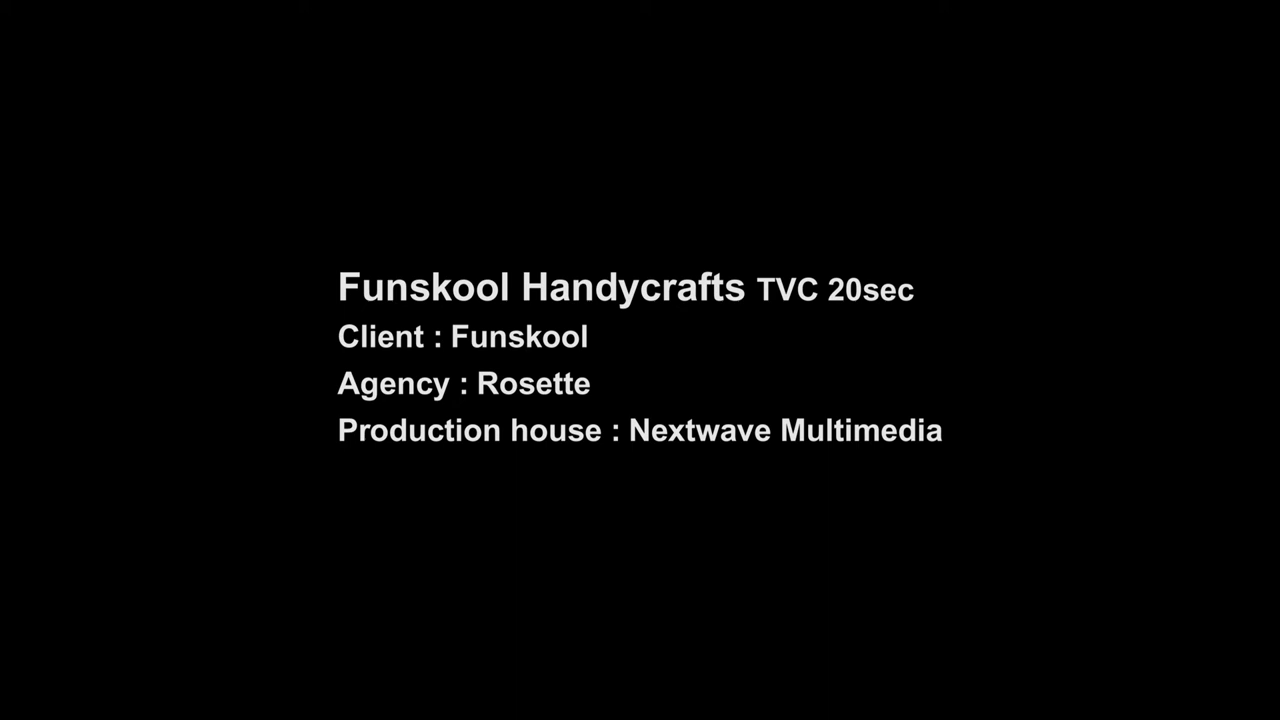 Funskool Handycrafts TVC 20sec
Client : Funskool
Agency : Rosette
Production house : Nextwave Multimedia